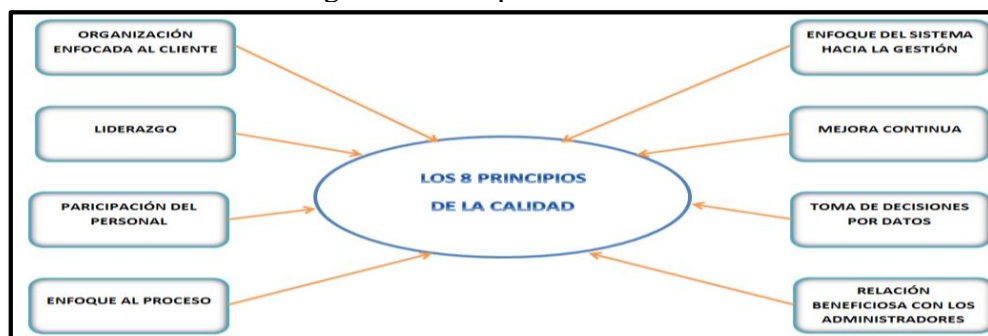 ORGANIZACIÓN
ENFOCADA AL CLIENTE
LIDERAZGO
PARICIPACIÓN DEL
PERSONAL
ENFOQUE AL PROCESO
LOS 8 PRINCIPIOS
DE LA CALIDAD
ENFOQUE DEL SISTEMA
HACIA LA GESTIÓN
MEJORA CONTINUA
TOMA DE DECISIONES
POR DATOS
RELACIÓN
BENEFICIOSA CON LOS
ADMINISTRADORES